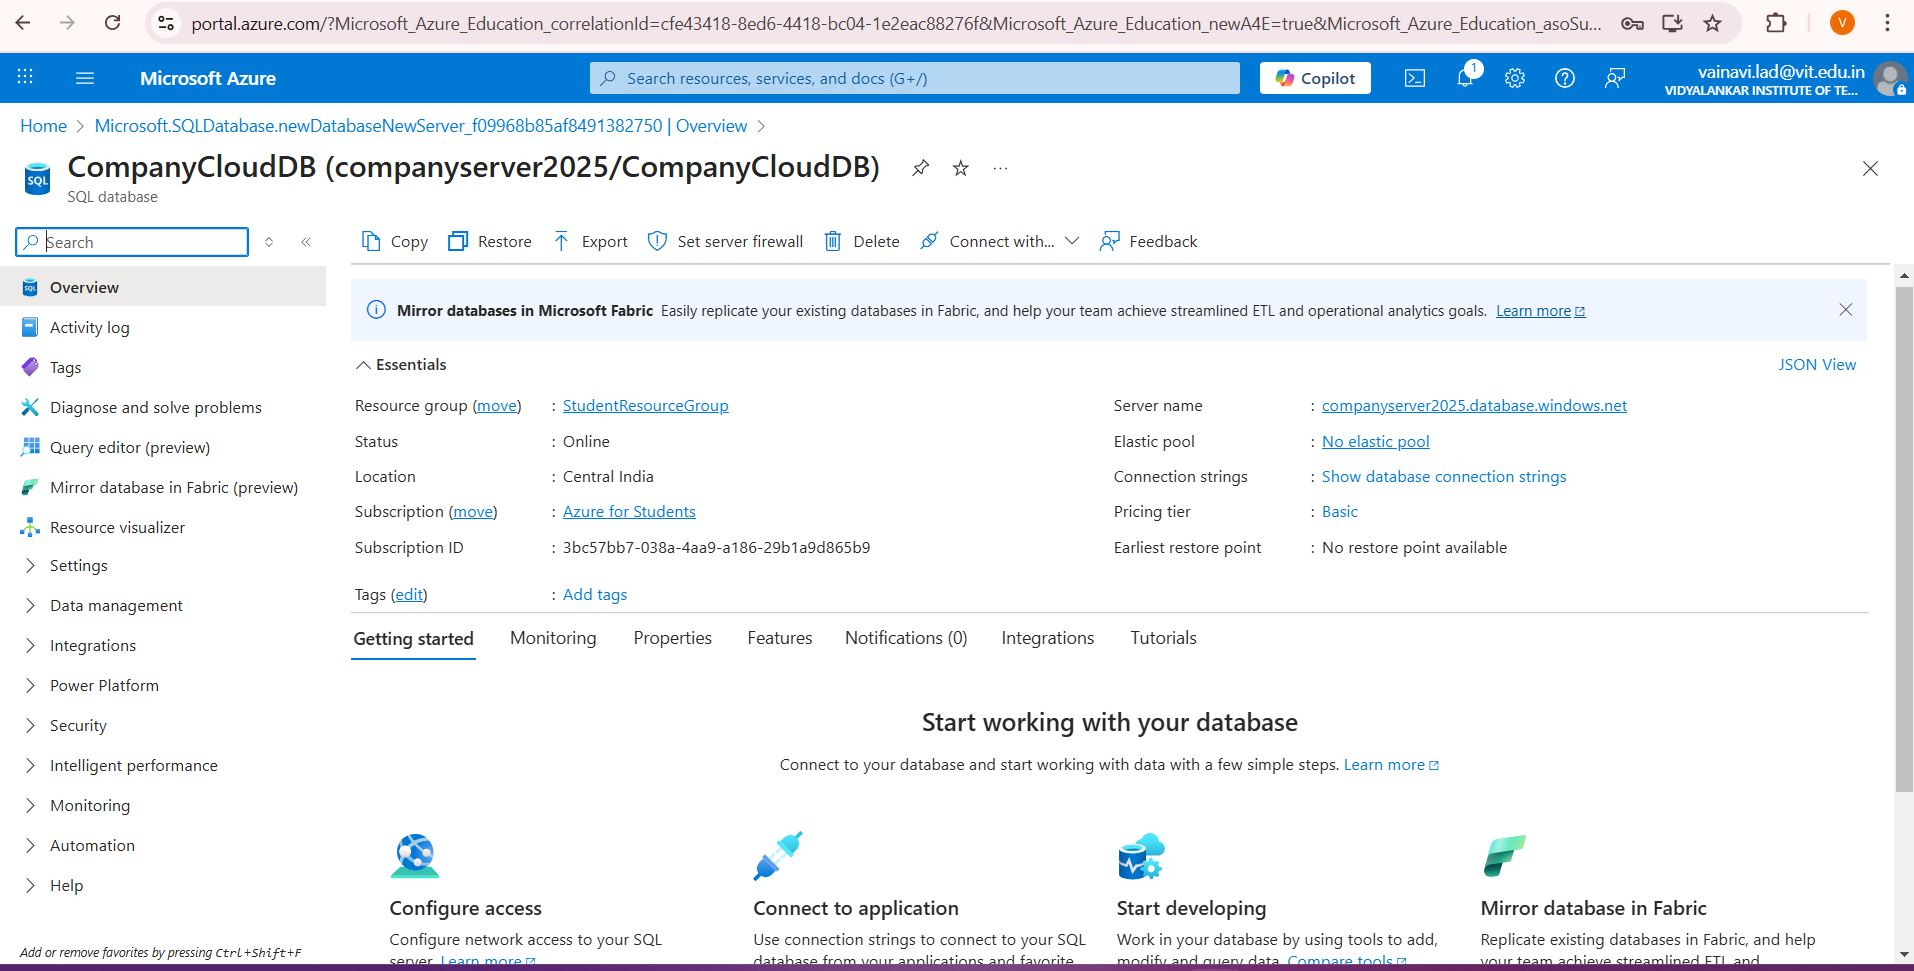 portal.azure.com/?Microsoft_Azure_Education_correlationId=cfe43418-8ed6-4418-bc04-1e2eac88276f&Microsoft_Azure_Education_newA4E=true&Microsoft_Azure_Education_asoSu...
V
Microsoft Azure
Search resources, services, and docs (G+/)
Copilot
1
vainavi.lad@vit.edu.in
VIDYALANKAR INSTITUTE OF TE...
Home > Microsoft.SQLDatabase.newDatabaseNewServer_f09968b85af8491382750 | Overview >
SQL
CompanyCloudDB (companyserver2025/CompanyCloudDB)
SQL database
Search
Copy
Restore
Export
Set server firewall
Delete
Connect with...
Feedback
Overview
Activity log
Tags
Diagnose and solve problems
Query editor (preview)
Mirror database in Fabric (preview)
Resource visualizer
Settings
Data management
Integrations
Power Platform
Security
Intelligent performance
Monitoring
Automation
Help
Add or remove favorites by pressing Ctrl+Shift+F
Mirror databases in Microsoft Fabric Easily replicate your existing databases in Fabric, and help your team achieve streamlined ETL and operational analytics goals. Learn more
Essentials
JSON View
Resource group (move) : StudentResourceGroup
Status : Online
Location : Central India
Subscription (move) : Azure for Students
Subscription ID : 3bc57bb7-038a-4aa9-a186-29b1a9d865b9
Tags (edit) : Add tags
Server name : companyserver2025.database.windows.net
Elastic pool : No elastic pool
Connection strings : Show database connection strings
Pricing tier : Basic
Earliest restore point : No restore point available
Getting started
Monitoring
Properties
Features
Notifications (0)
Integrations
Tutorials
Start working with your database
Connect to your database and start working with data with a few simple steps. Learn more
Configure access
Configure network access to your SQL
server. Learn more
Connect to application
Use connection strings to connect to your SQL
database from your applications and favorite
Start developing
Work in your database by using tools to add,
modify and query data. Compare tools
Mirror database in Fabric
Replicate existing databases in Fabric, and help
your team achieve streamlined ETL and